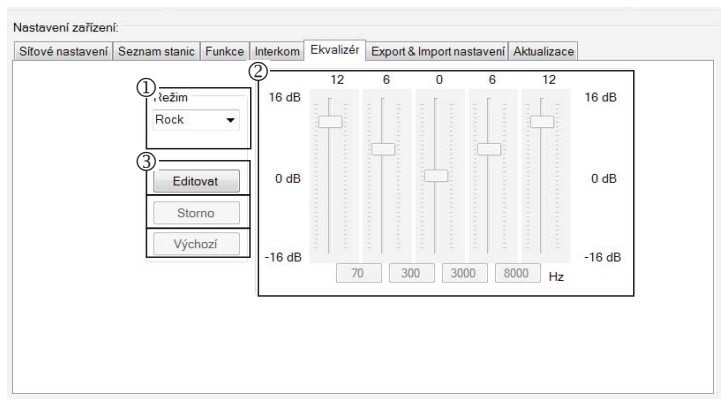 Nastavení zařízení:
Síťové nastavení Seznam stanic Funkce Interkom Ekvalizér Export & Import nastavení Aktualizace
① ②
Režim
Rock
12 6 0 6 12
16 dB 16 dB
③
Editovat
0 dB 0 dB
Storno
Výchozí
-16 dB -16 dB
70 300 3000 8000 Hz